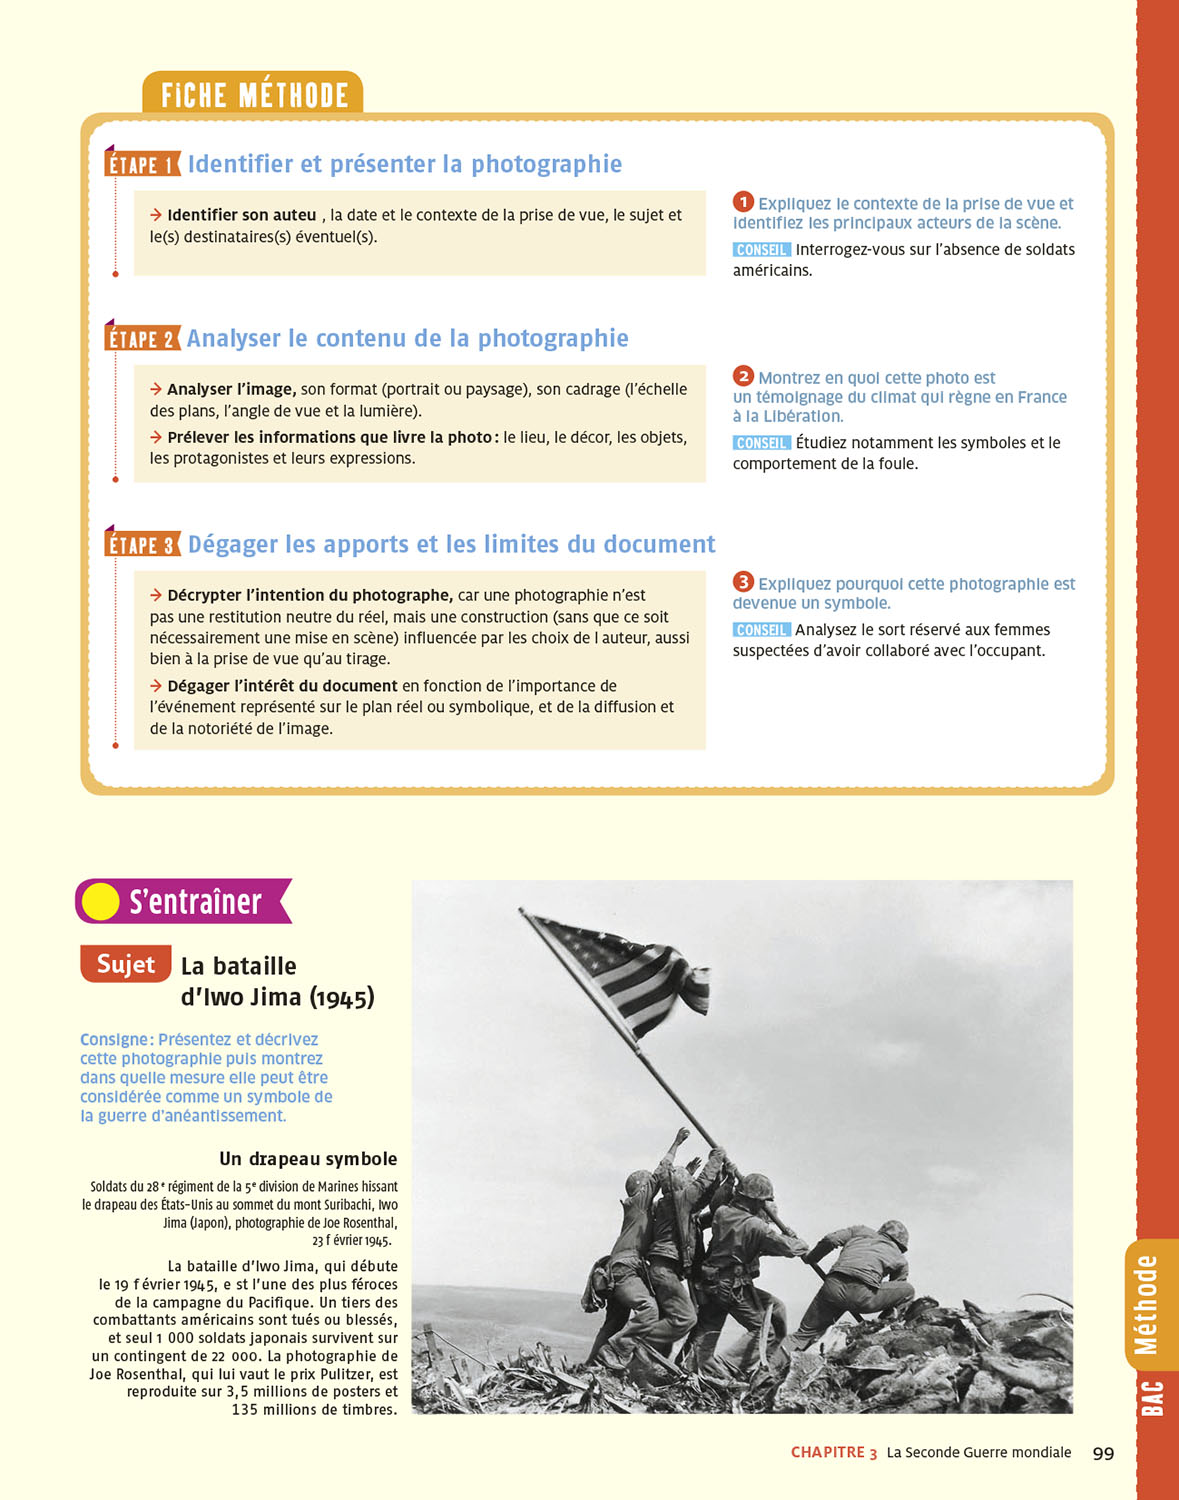 FICHE MÉTHODE
ÉTAPE 1 Identifier et présenter la photographie
→ Identifier son auteu , la date et le contexte de la prise de vue, le sujet et
le(s) destinataires(s) éventuel(s).
1 Expliquez le contexte de la prise de vue et
identifiez les principaux acteurs de la scène.
CONSEIL Interrogez-vous sur l'absence de soldats
américains.
ÉTAPE 2 Analyser le contenu de la photographie
→ Analyser l'image, son format (portrait ou paysage), son cadrage (l'échelle
des plans, l'angle de vue et la lumière).
→ Prélever les informations que livre la photo : le lieu, le décor, les objets,
les protagonistes et leurs expressions.
2 Montrez en quoi cette photo est
un témoignage du climat qui règne en France
à la Libération.
CONSEIL Étudiez notamment les symboles et le
comportement de la foule.
ÉTAPE 3 Dégager les apports et les limites du document
→ Décrypter l'intention du photographe, car une photographie n'est
pas une restitution neutre du réel, mais une construction (sans que ce soit
nécessairement une mise en scène) influencée par les choix de l auteur, aussi
bien à la prise de vue qu'au tirage.
→ Dégager l'intérêt du document en fonction de l'importance de
l'événement représenté sur le plan réel ou symbolique, et de la diffusion et
de la notoriété de l'image.
3 Expliquez pourquoi cette photographie est
devenue un symbole.
CONSEIL Analysez le sort réservé aux femmes
suspectées d'avoir collaboré avec l'occupant.
S'entraîner
Sujet La bataille
d'Iwo Jima (1945)
Consigne : Présentez et décrivez
cette photographie puis montrez
dans quelle mesure elle peut être
considérée comme un symbole de
la guerre d'anéantissement.
Un drapeau symbole
Soldats du 28e régiment de la 5e division de Marines hissant
le drapeau des États-Unis au sommet du mont Suribachi, Iwo
Jima (Japon), photographie de Joe Rosenthal,
23 f évrier 1945.
La bataille d'Iwo Jima, qui débute
le 19 f évrier 1945, e st l'une des plus féroces
de la campagne du Pacifique. Un tiers des
combattants américains sont tués ou blessés,
et seul 1 000 soldats japonais survivent sur
un contingent de 22 000. La photographie de
Joe Rosenthal, qui lui vaut le prix Pulitzer, est
reproduite sur 3,5 millions de posters et
135 millions de timbres.
BAC Méthode
CHAPITRE 3 La Seconde Guerre mondiale 99